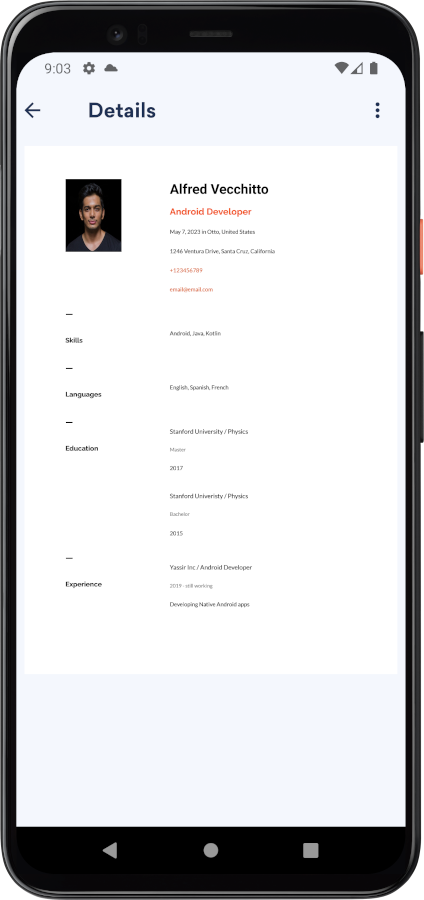 9:03
Details
Alfred Vecchitto
Android Developer
May 7, 2023 in Otto, United States
1246 Ventura Drive, Santa Cruz, California
+123456789
email@email.com
Skills
Android, Java, Kotlin
Languages
English, Spanish, French
Education
Stanford University / Physics
Master
2017
Stanford Univeristy / Physics
Bachelor
2015
Experience
Yassir Inc / Android Developer
2019 - still working
Developing Native Android apps